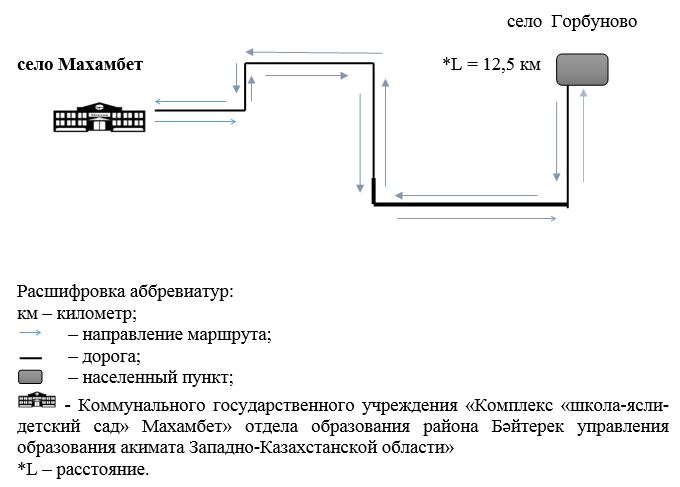 село Горбуново
село Махамбет
*L = 12,5 км
Расшифровка аббревиатур:
км – километр;
– направление маршрута;
– дорога;
– населенный пункт;
- Коммунального государственного учреждения «Комплекс «школа-ясли-
детский сад» Махамбет» отдела образования района Бәйтерек управления
образования акимата Западно-Казахстанской области»
*L – расстояние.